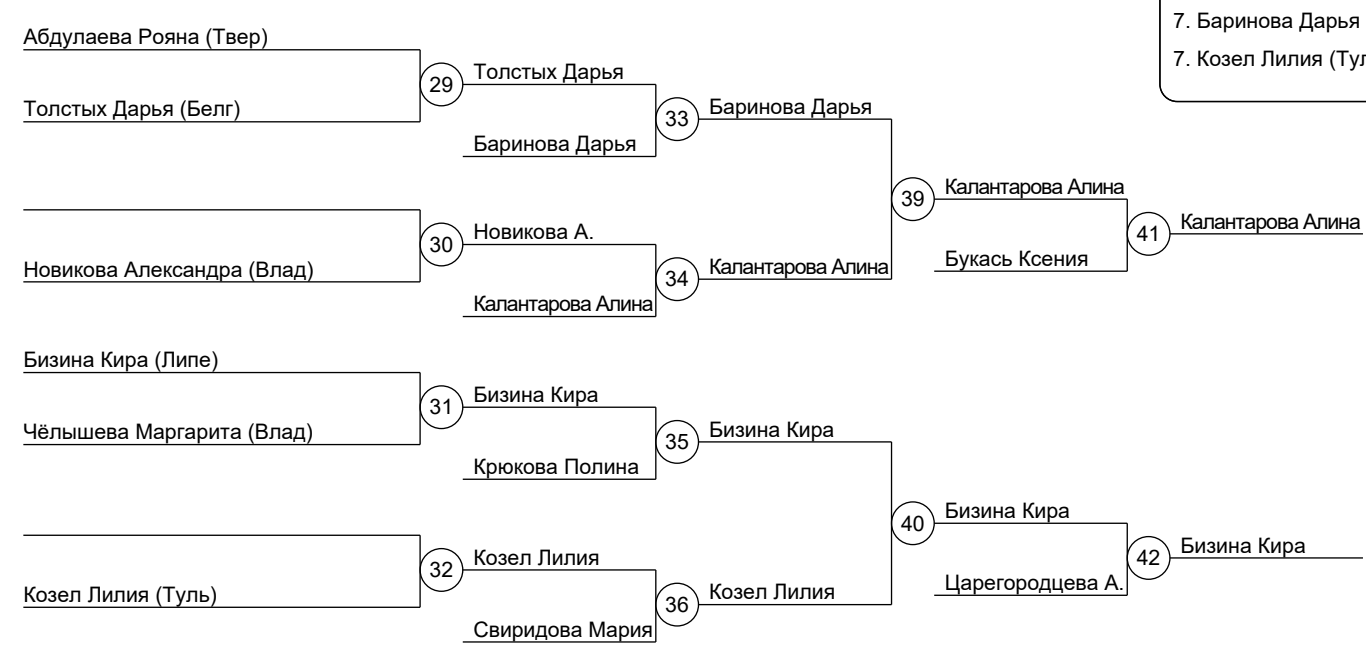 7. Баринова Дарья
7. Козел Лилия (Тул
Абдулаева Рояна (Твер)
29
Толстых Дарья
Толстых Дарья (Белг)
33
Баринова Дарья
Баринова Дарья
39
Калантарова Алина
30
Новикова А.
41
Калантарова Алина
Новикова Александра (Влад)
34
Калантарова Алина
Букась Ксения
Калантарова Алина
Бизина Кира (Липе)
31
Бизина Кира
Чёлышева Маргарита (Влад)
35
Бизина Кира
Крюкова Полина
40
Бизина Кира
32
Козел Лилия
42
Бизина Кира
Козел Лилия (Туль)
36
Козел Лилия
Царегородцева А.
Свиридова Мария